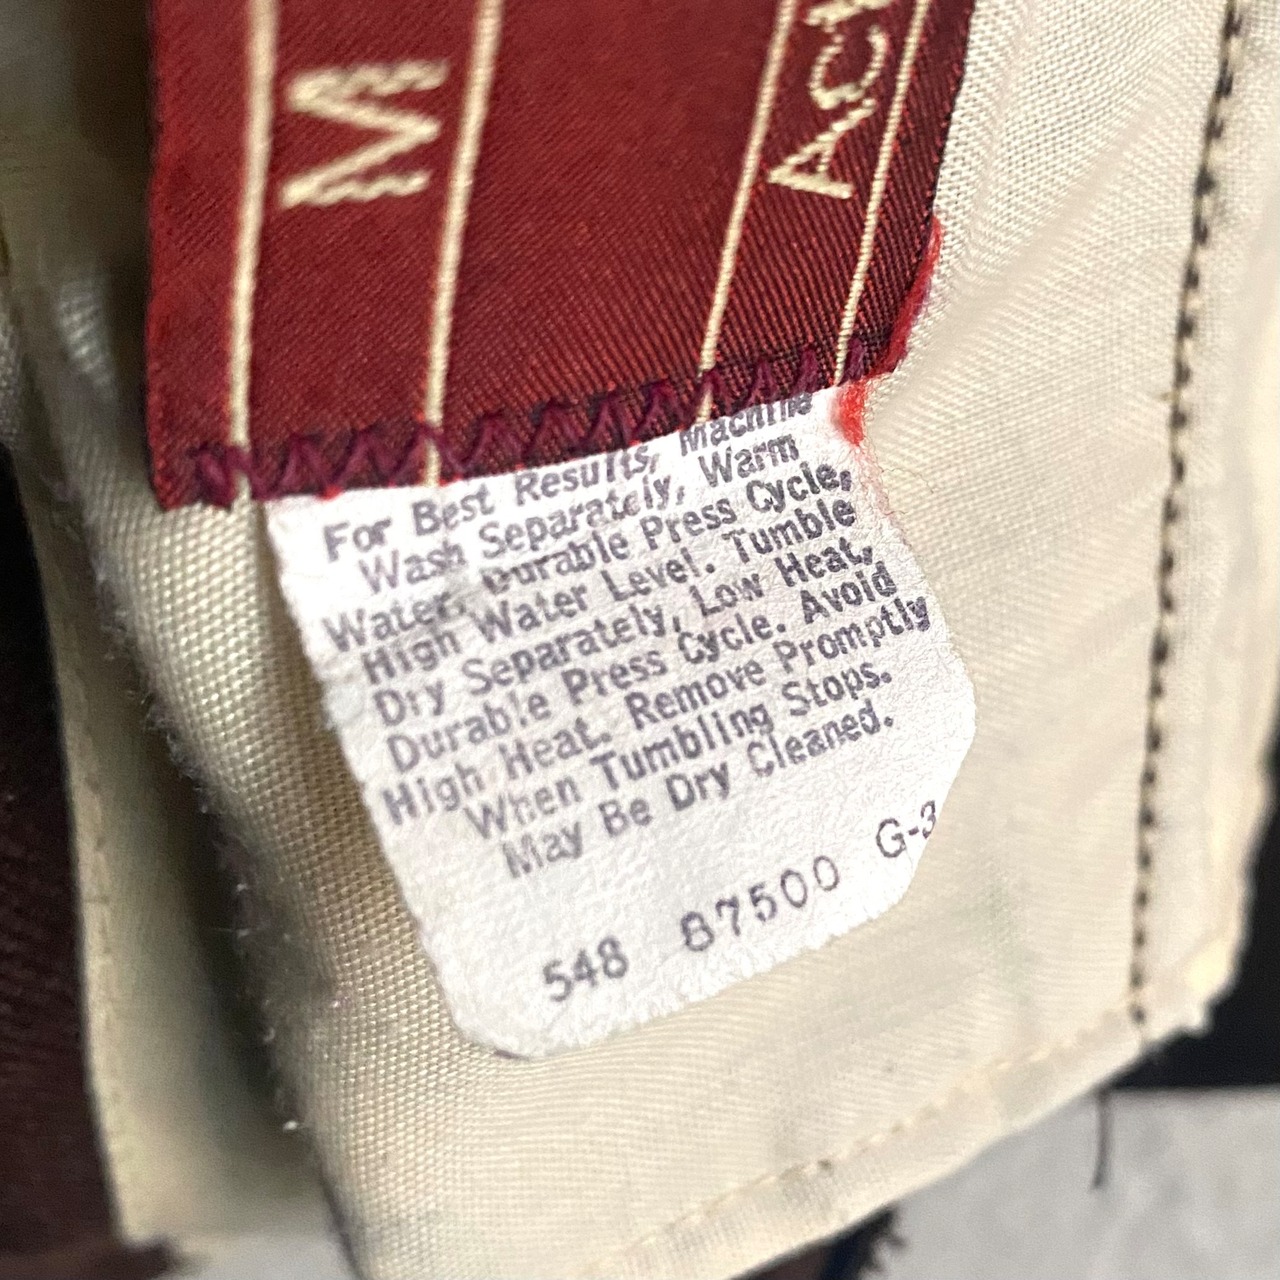 M
For Best Results, Machine
Wash Separately, Warm
Water, Durable Press Cycle,
High Water Level. Tumble
Dry Separately, Low Heat,
Durable Press Cycle. Avoid
High Heat. Remove Promptly
When Tumbling Stops.
May Be Dry Cleaned.
548 87500 G-3